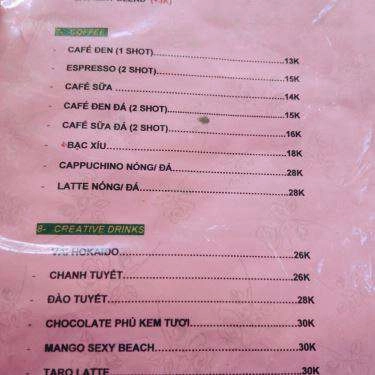 (+3K)
7- COFFEE
- CAFÉ ĐEN (1 SHOT)....................13K
- ESPRESSO (2 SHOT)....................15K
- CAFÉ SỮA....................14K
- CAFÉ ĐEN ĐÁ (2 SHOT)....................15K
- CAFÉ SỮA ĐÁ (2 SHOT)....................16K
- BẠC XỈU....................18K
- CAPPUCHINO NÓNG/ ĐÁ....................28K
- LATTE NÓNG/ ĐÁ....................28K
8- CREATIVE DRINKS
- VẢI HOKAIDO....................26K
- CHANH TUYẾT....................26K
- ĐÀO TUYẾT....................28K
- CHOCOLATE PHỦ KEM TƯƠI....................30K
- MANGO SEXY BEACH....................30K
- TARO LATTE....................30K